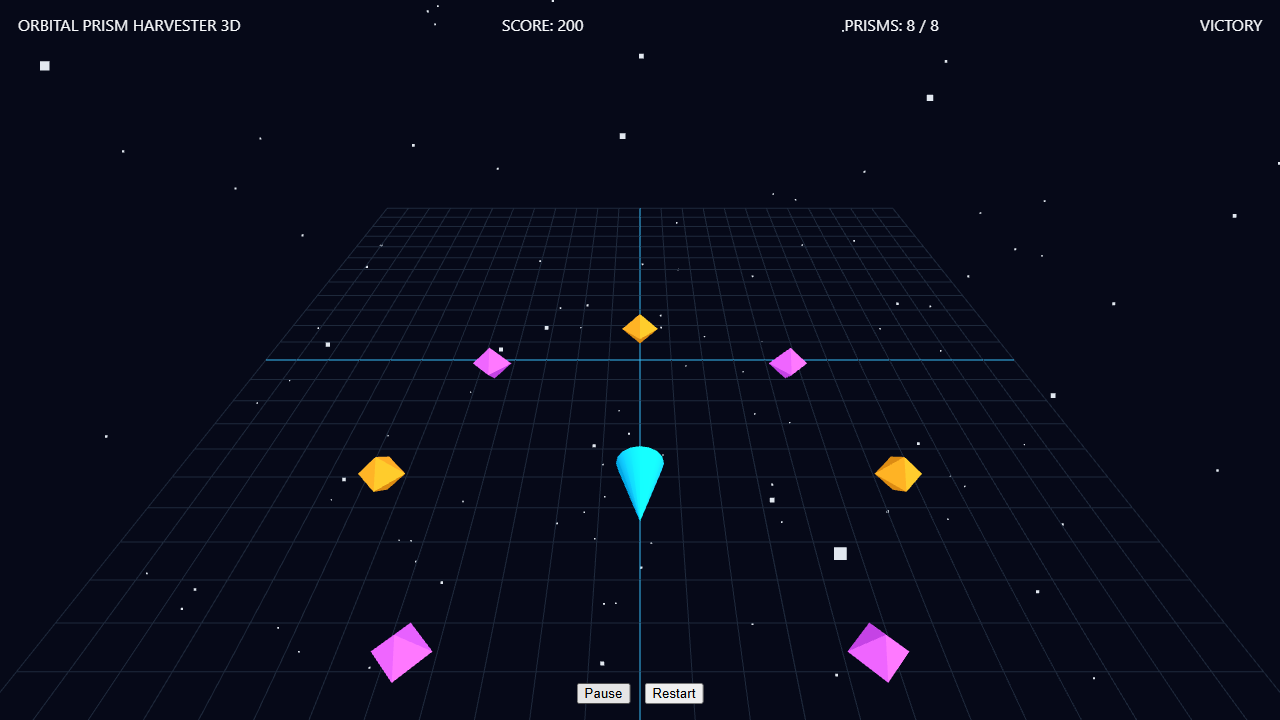 ORBITAL PRISM HARVESTER 3D
SCORE: 200
PRISMS: 8 / 8
VICTORY
Pause
Restart